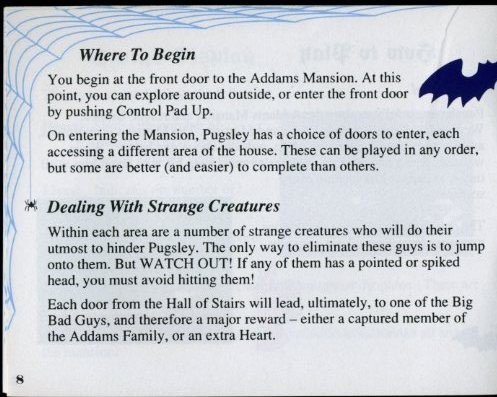 Where To Begin
You begin at the front door to the Addams Mansion. At this
point, you can explore around outside, or enter the front door
by pushing Control Pad Up.
On entering the Mansion, Pugsley has a choice of doors to enter, each
accessing a different area of the house. These can be played in any order,
but some are better (and easier) to complete than others.
Dealing With Strange Creatures
Within each area are a number of strange creatures who will do their
utmost to hinder Pugsley. The only way to eliminate these guys is to jump
onto them. But WATCH OUT! If any of them has a pointed or spiked
head, you must avoid hitting them!
Each door from the Hall of Stairs will lead, ultimately, to one of the Big
Bad Guys, and therefore a major reward – either a captured member of
the Addams Family, or an extra Heart.
8